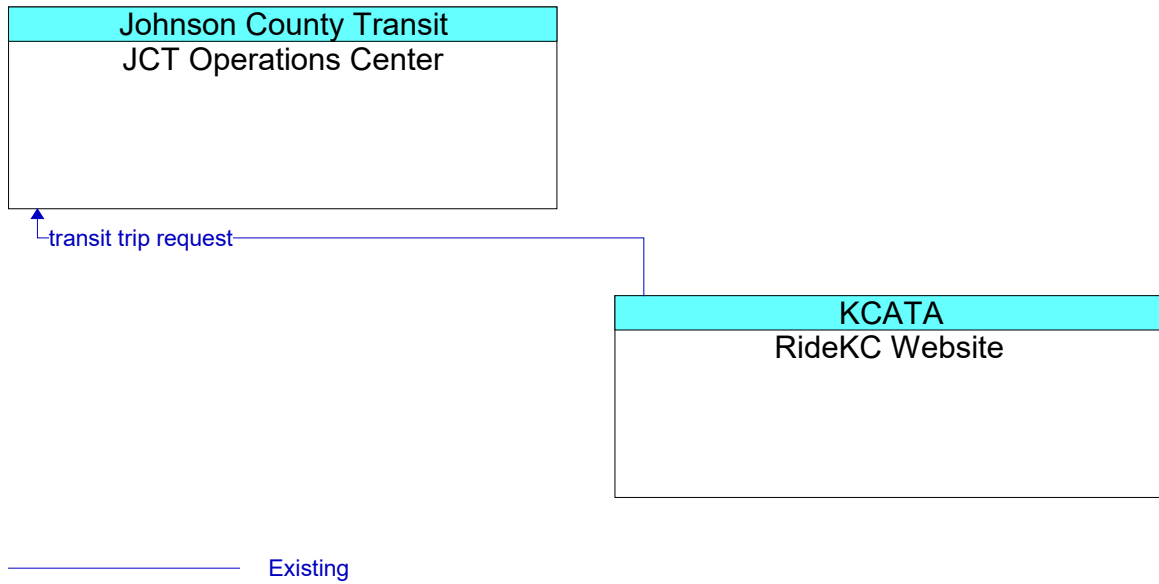 Johnson County Transit
JCT Operations Center
transit trip request
KCATA
RideKC Website
Existing